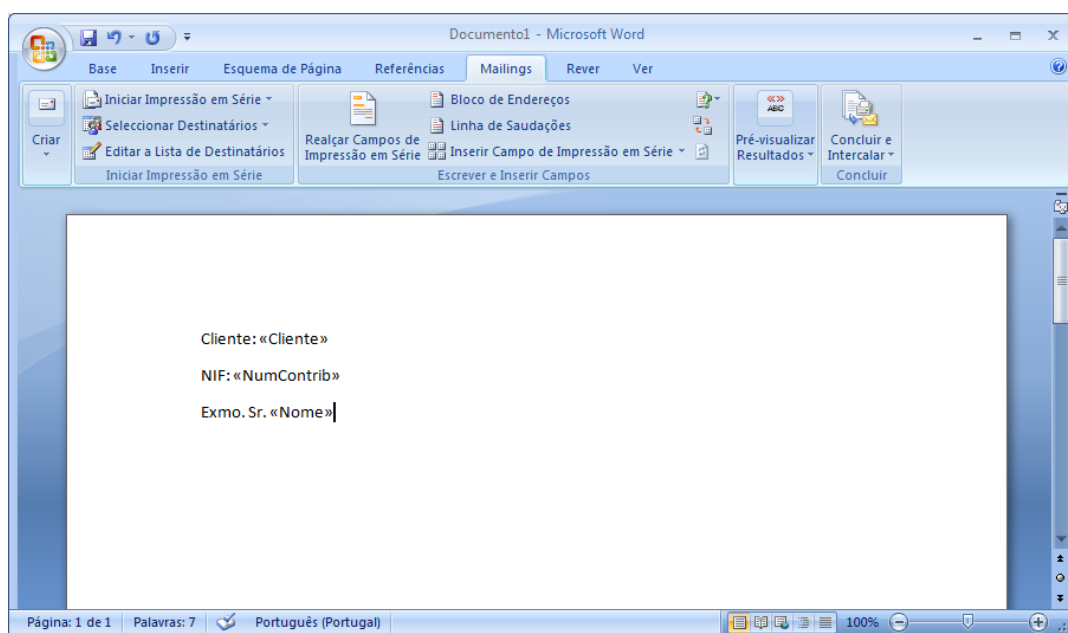 Documento1 - Microsoft Word
Base Inserir Esquema de Página Referências Mailings Rever Ver
Criar
Iniciar Impressão em Série
Seleccionar Destinatários
Editar a Lista de Destinatários
Iniciar Impressão em Série
Realçar Campos de
Impressão em Série
Bloco de Endereços
Linha de Saudações
Inserir Campo de Impressão em Série
Escrever e Inserir Campos
«»
ABC
Pré-visualizar
Resultados
Concluir e
Intercalar
Concluir
Cliente: «Cliente»
NIF: «NumContrib»
Exmo. Sr. «Nome»
Página: 1 de 1 Palavras: 7 Português (Portugal) 100%